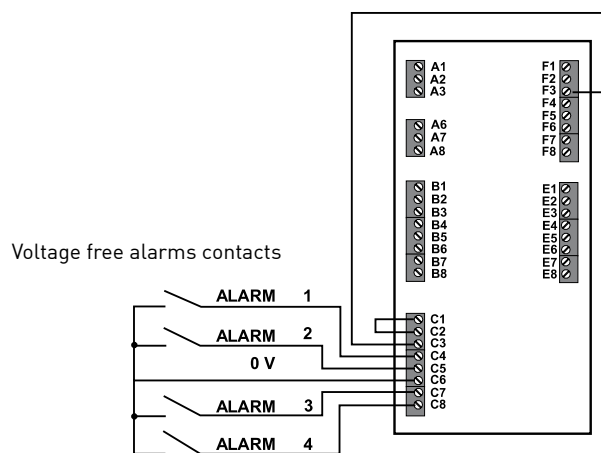 A1
A2
A3
A6
A7
A8
B1
B2
B3
B4
B5
B6
B7
B8
C1
C2
C3
C4
C5
C6
C7
C8
F1
F2
F3
F4
F5
F6
F7
F8
E1
E2
E3
E4
E5
E6
E7
E8
Voltage free alarms contacts
ALARM 1
ALARM 2
0 V
ALARM 3
ALARM 4